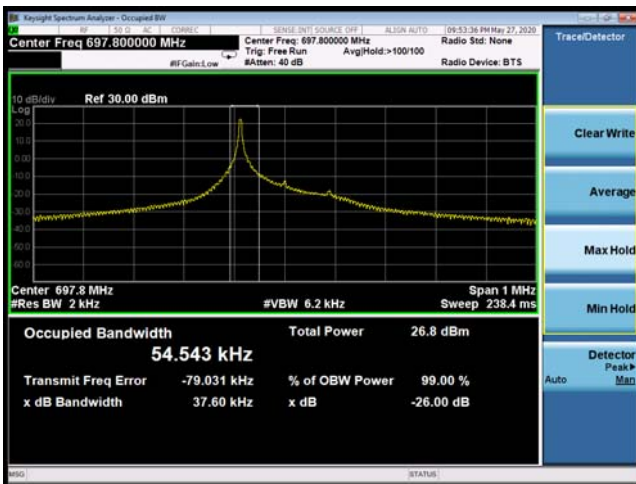 Keysight Spectrum Analyzer - Occupied BW
RF 50 Ω AC CORREC SENSE:INT SOURCE OFF ALIGN AUTO 09:53:36 PM May 27, 2020
Center Freq 697.800000 MHz
Center Freq: 697.800000 MHz
Radio Std: None
Trig: Free Run Avg|Hold:>100/100
#IFGain:Low #Atten: 40 dB Radio Device: BTS
10 dB/div Ref 30.00 dBm
Log
20.0
10.0
0.00
-10.0
-20.0
-30.0
-40.0
-50.0
-60.0
Center 697.8 MHz Span 1 MHz
#Res BW 2 kHz #VBW 6.2 kHz Sweep 238.4 ms
Occupied Bandwidth Total Power 26.8 dBm
54.543 kHz
Transmit Freq Error -79.031 kHz % of OBW Power 99.00 %
x dB Bandwidth 37.60 kHz x dB -26.00 dB
MSG STATUS
Trace/Detector
Clear Write
Average
Max Hold
Min Hold
Detector
Peak▶
Auto Man